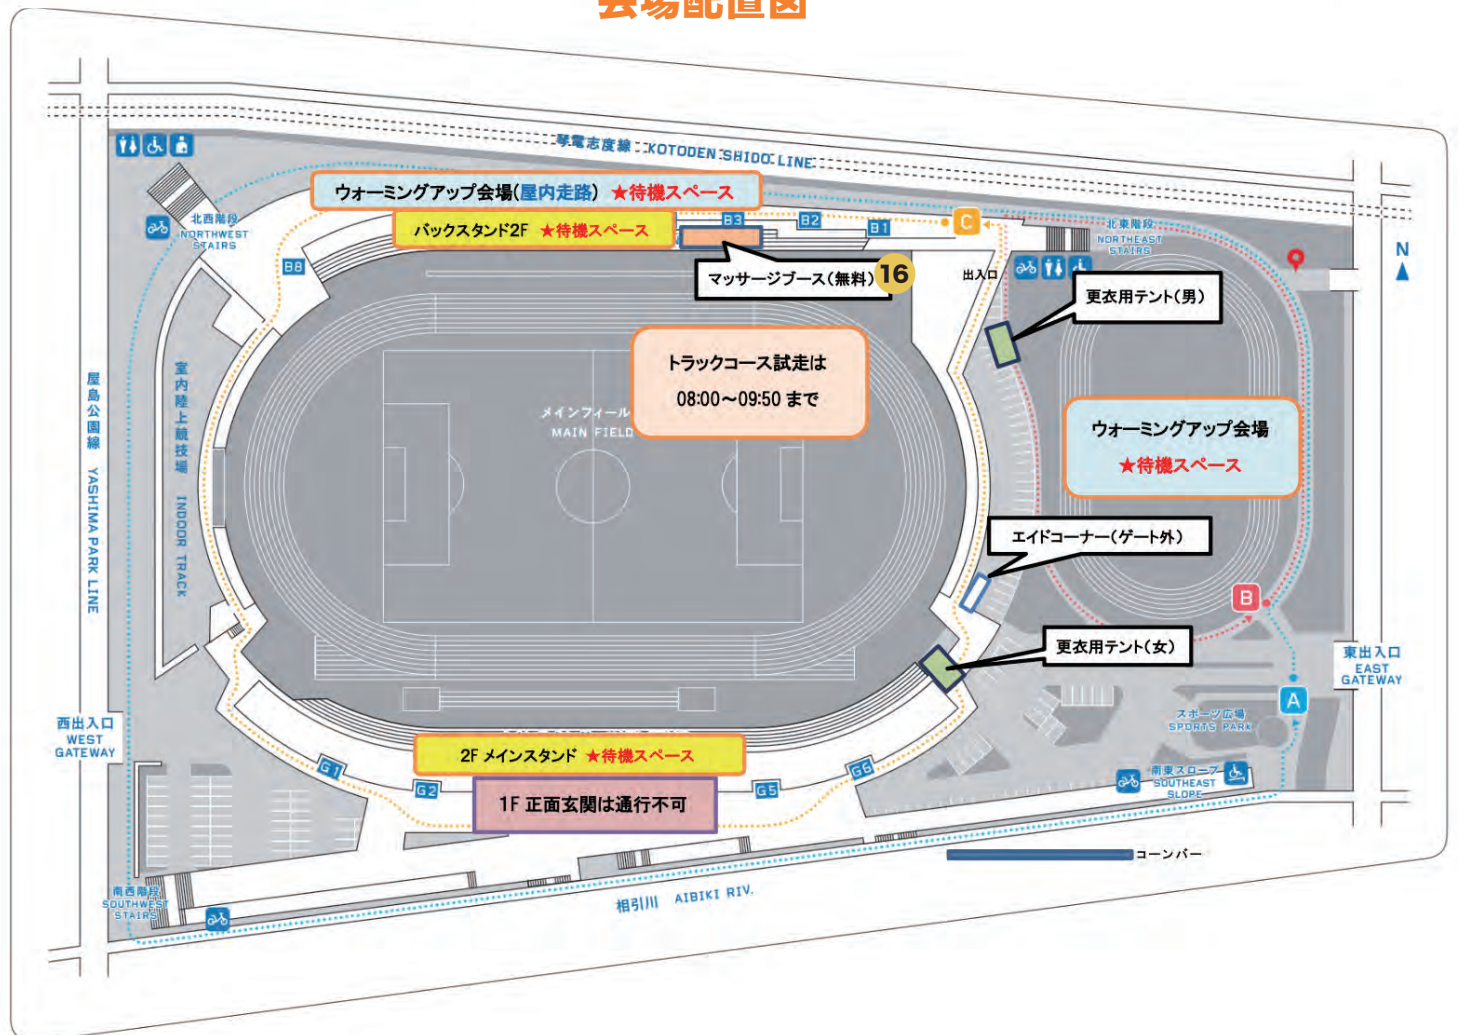 会場配置図
琴電志度線 KOTODEN SHIDO LINE
ウォーミングアップ会場(屋内走路) ★待機スペース
北西階段
NORTHWEST
STAIRS
バックスタンド2F ★待機スペース
B3
B2
B1
C
北東階段
NORTHEAST
STAIRS
N
B8
マッサージブース(無料)
16
出入口
更衣用テント(男)
トラックコース試走は
08:00～09:50 まで
屋島公園線 YASHIMA PARK LINE
室内陸上競技場 INDOOR TRACK
メインフィール
MAIN FIELD
ウォーミングアップ会場
★待機スペース
エイドコーナー(ゲート外)
B
更衣用テント(女)
東出入口
EAST
GATEWAY
A
スポーツ広場
SPORTS PARK
西出入口
WEST
GATEWAY
2F メインスタンド ★待機スペース
G1
G2
G5
G6
1F 正面玄関は通行不可
南東スロープ
SOUTHEAST
SLOPE
コーンバー
南西階段
SOUTHWEST
STAIRS
相引川 AIBIKI RIV.